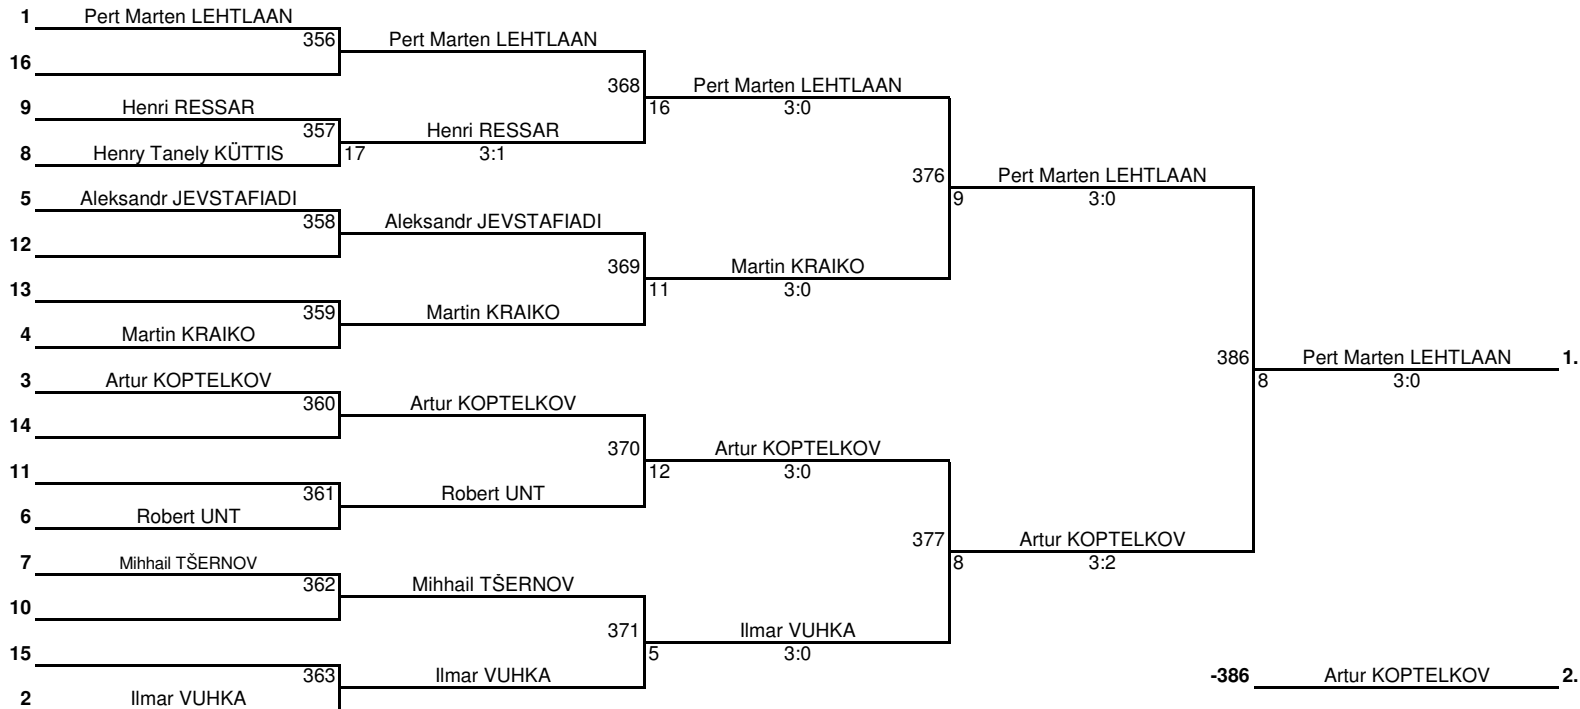 1 Pert Marten LEHTLAAN
356 Pert Marten LEHTLAAN
16
368 Pert Marten LEHTLAAN
9 Henri RESSAR
16 3:0
357 Henri RESSAR
8 Henry Tanely KÜTTIS
17 3:1
376 Pert Marten LEHTLAAN
5 Aleksandr JEVSTAFIADI
9 3:0
358 Aleksandr JEVSTAFIADI
12
369 Martin KRAIKO
13
11 3:0
359 Martin KRAIKO
4 Martin KRAIKO
386 Pert Marten LEHTLAAN 1.
3 Artur KOPTELKOV
8 3:0
360 Artur KOPTELKOV
14
370 Artur KOPTELKOV
11
12 3:0
361 Robert UNT
6 Robert UNT
377 Artur KOPTELKOV
7 Mihhail TŠERNOV
8 3:2
362 Mihhail TŠERNOV
10
371 Ilmar VUHKA
15
5 3:0
363 Ilmar VUHKA
-386 Artur KOPTELKOV 2.
2 Ilmar VUHKA